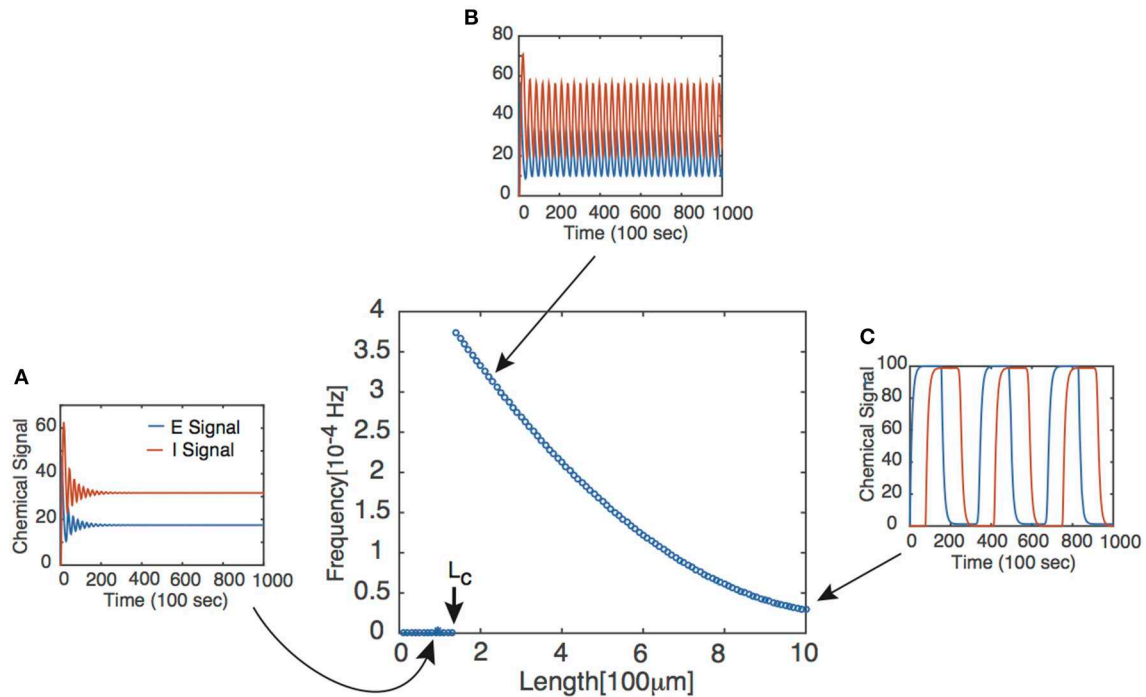 B
80
60
40
20
0
0 200 400 600 800 1000
Time (100 sec)
A
Chemical Signal
60
40
20
0
E Signal
I Signal
0 200 400 600 800 1000
Time (100 sec)
Frequency[10-4 Hz]
4
3.5
3
2.5
2
1.5
1
0.5
0
LC
0 2 4 6 8 10
Length[100μm]
C
Chemical Signal
100
80
60
40
20
0
0 200 400 600 800 1000
Time (100 sec)